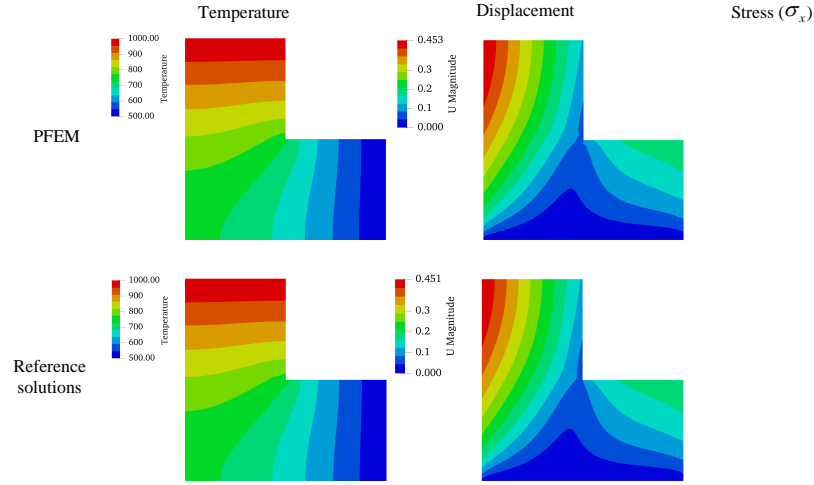 Temperature Displacement Stress (σx)
PFEM
1000.00
900
800
700
600
500.00
Temperature
0.453
0.3
0.2
0.1
0.000
U Magnitude
Reference
solutions
1000.00
900
800
700
600
500.00
Temperature
0.451
0.3
0.2
0.1
0.000
U Magnitude